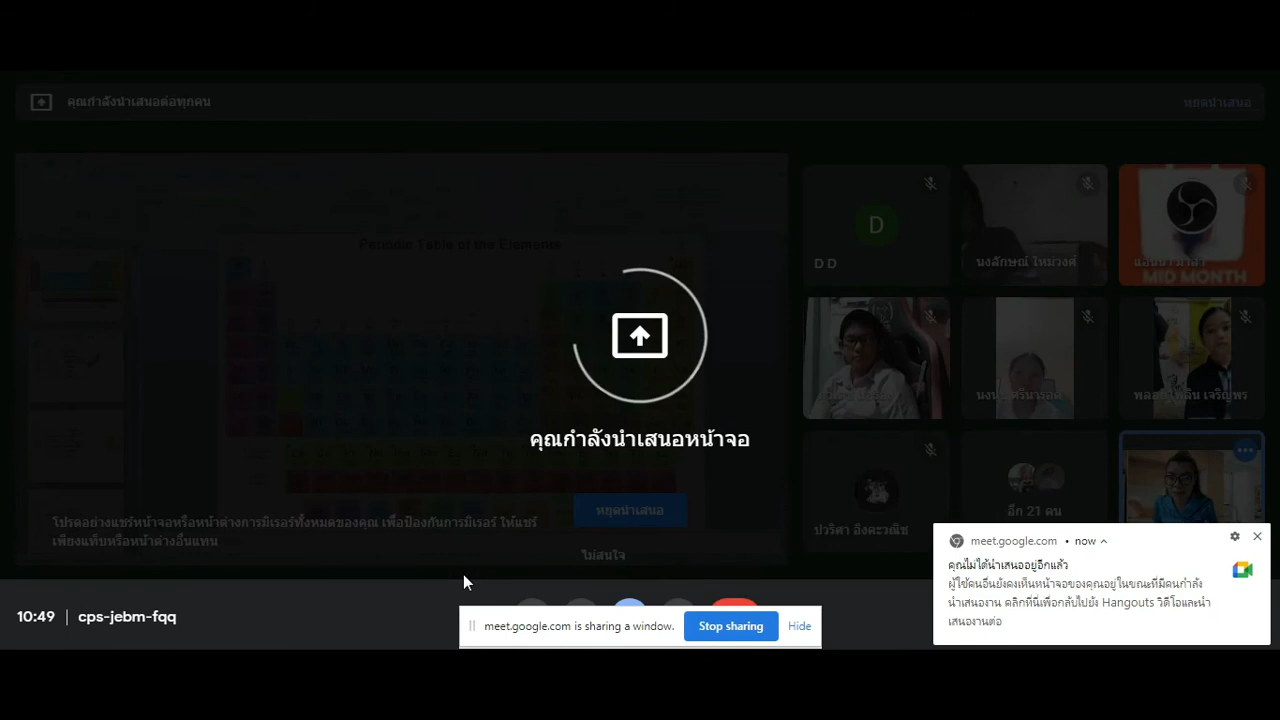 คุณกำลังนำเสนอต่อทุกคน
หยุดนำเสนอ
Periodic Table of the Elements
D
D D
นงลักษณ์ ไหม่วงศ์
MID MONTH
พลอยไพลิน เจริญพร
ปวริศา อิงคะวณิช
อีก 21 คน
คุณกำลังนำเสนอหน้าจอ
โปรดอย่างแชร์หน้าจอหรือหน้าต่างการมิเรอร์ทั้งหมดของคุณ เพื่อป้องกันการมิเรอร์ ให้แชร์
เพียงแท็บหรือหน้าต่างอื่นแทน
หยุดนำเสนอ
ไม่สนใจ
meet.google.com • now
คุณไม่ได้นำเสนออยู่อีกแล้ว
ผู้ใช้คนอื่นยังคงเห็นหน้าจอของคุณอยู่ในขณะที่มีคนกำลัง
นำเสนองาน คลิกที่นี่เพื่อกลับไปยัง Hangouts วิดีโอและนำ
เสนองานต่อ
10:49 | cps-jebm-fqq
meet.google.com is sharing a window.
Stop sharing
Hide